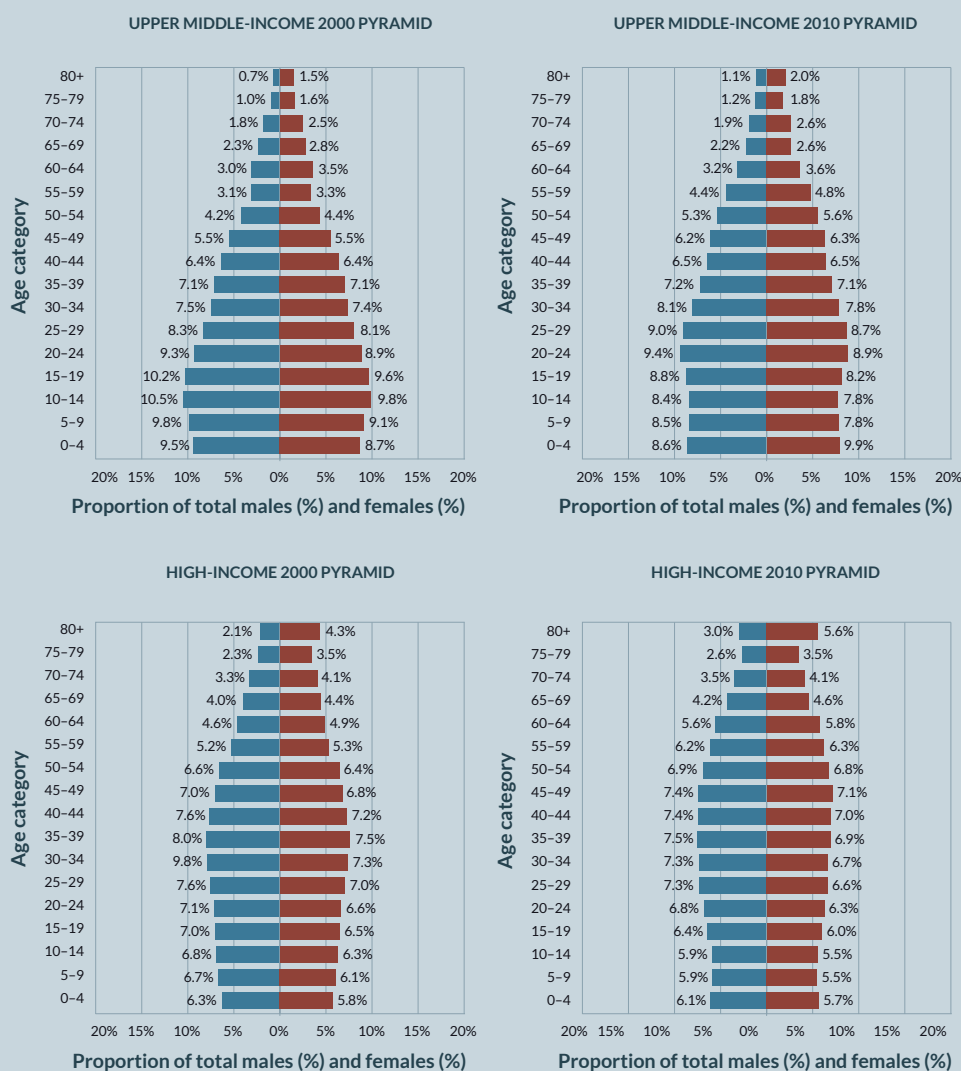 UPPER MIDDLE-INCOME 2000 PYRAMID
Age category
80+ 0.7% 1.5%
75–79 1.0% 1.6%
70–74 1.8% 2.5%
65–69 2.3% 2.8%
60–64 3.0% 3.5%
55–59 3.1% 3.3%
50–54 4.2% 4.4%
45–49 5.5% 5.5%
40–44 6.4% 6.4%
35–39 7.1% 7.1%
30–34 7.5% 7.4%
25–29 8.3% 8.1%
20–24 9.3% 8.9%
15–19 10.2% 9.6%
10–14 10.5% 9.8%
5–9 9.8% 9.1%
0–4 9.5% 8.7%
20% 15% 10% 5% 0% 5% 10% 15% 20%
Proportion of total males (%) and females (%)
UPPER MIDDLE-INCOME 2010 PYRAMID
Age category
80+ 1.1% 2.0%
75–79 1.2% 1.8%
70–74 1.9% 2.6%
65–69 2.2% 2.6%
60–64 3.2% 3.6%
55–59 4.4% 4.8%
50–54 5.3% 5.6%
45–49 6.2% 6.3%
40–44 6.5% 6.5%
35–39 7.2% 7.1%
30–34 8.1% 7.8%
25–29 9.0% 8.7%
20–24 9.4% 8.9%
15–19 8.8% 8.2%
10–14 8.4% 7.8%
5–9 8.5% 7.8%
0–4 8.6% 9.9%
20% 15% 10% 5% 0% 5% 10% 15% 20%
Proportion of total males (%) and females (%)
HIGH-INCOME 2000 PYRAMID
Age category
80+ 2.1% 4.3%
75–79 2.3% 3.5%
70–74 3.3% 4.1%
65–69 4.0% 4.4%
60–64 4.6% 4.9%
55–59 5.2% 5.3%
50–54 6.6% 6.4%
45–49 7.0% 6.8%
40–44 7.6% 7.2%
35–39 8.0% 7.5%
30–34 9.8% 7.3%
25–29 7.6% 7.0%
20–24 7.1% 6.6%
15–19 7.0% 6.5%
10–14 6.8% 6.3%
5–9 6.7% 6.1%
0–4 6.3% 5.8%
20% 15% 10% 5% 0% 5% 10% 15% 20%
Proportion of total males (%) and females (%)
HIGH-INCOME 2010 PYRAMID
Age category
80+ 3.0% 5.6%
75–79 2.6% 3.5%
70–74 3.5% 4.1%
65–69 4.2% 4.6%
60–64 5.6% 5.8%
55–59 6.2% 6.3%
50–54 6.9% 6.8%
45–49 7.4% 7.1%
40–44 7.4% 7.0%
35–39 7.5% 6.9%
30–34 7.3% 6.7%
25–29 7.3% 6.6%
20–24 6.8% 6.3%
15–19 6.4% 6.0%
10–14 5.9% 5.5%
5–9 5.9% 5.5%
0–4 6.1% 5.7%
20% 15% 10% 5% 0% 5% 10% 15% 20%
Proportion of total males (%) and females (%)